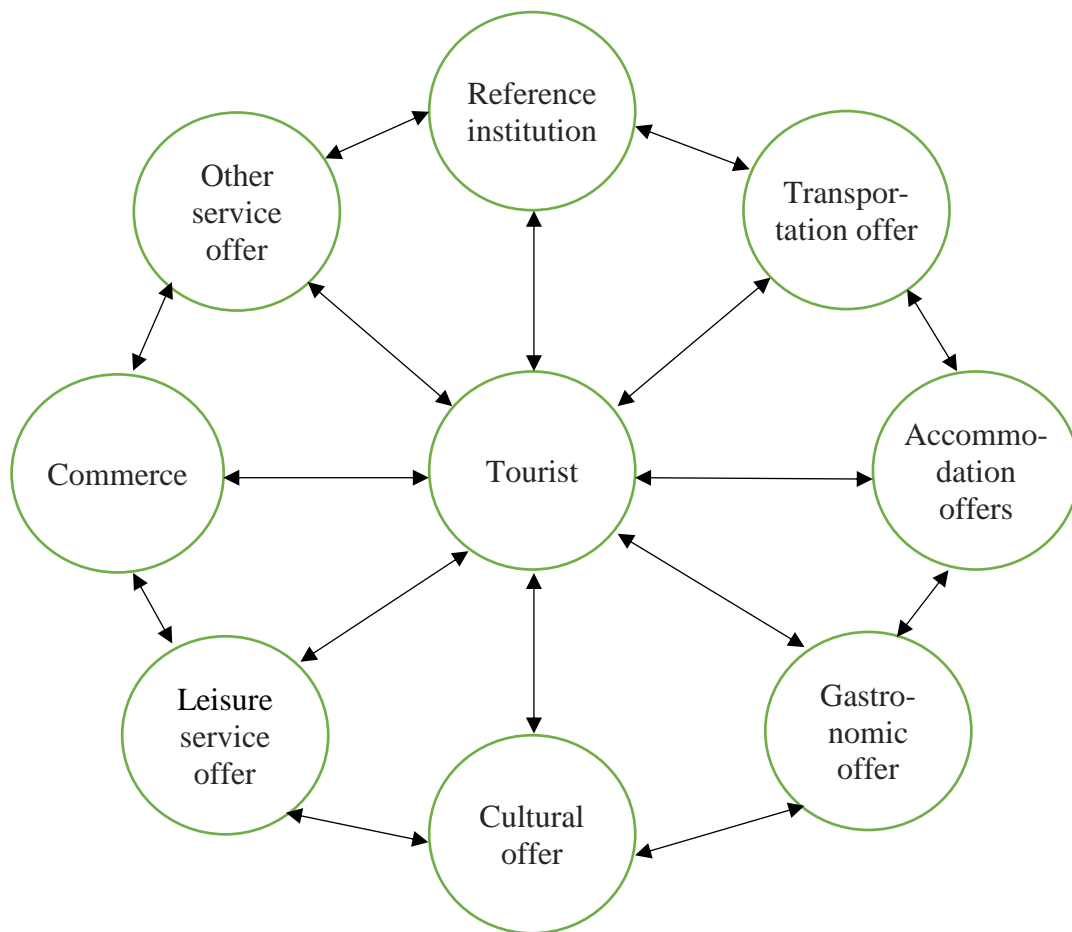 Reference
institution
Other
service
offer
Transpor-
tation offer
Commerce
Tourist
Accommo-
dation
offers
Leisure
service
offer
Gastro-
nomic
offer
Cultural
offer